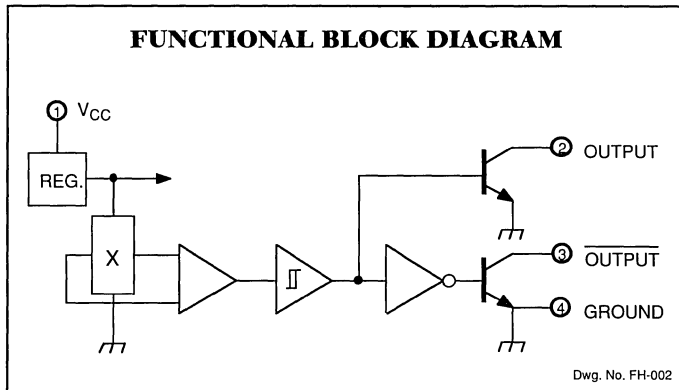 FUNCTIONAL BLOCK DIAGRAM
1 VCC
REG.
X
2 OUTPUT
3 OUTPUT
4 GROUND
Dwg. No. FH-002